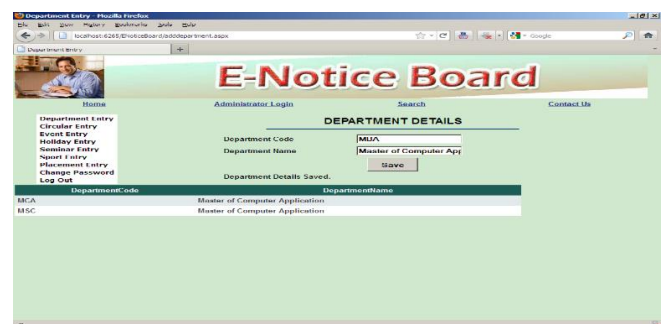 Department Entry - Mozilla Firefox
File Edit View History Bookmarks Tools Help
localhost:6265/ENoticeBoard/adddepartment.aspx
Google
Department Entry
E-Notice Board
Home Administrator Login Search Contact Us
Department Entry
Circular Entry
Event Entry
Holiday Entry
Seminar Entry
Sport Entry
Placement Entry
Change Password
Log Out
DEPARTMENT DETAILS
Department Code
Department Name Master of Computer App
Save
Department Details Saved.
DepartmentCode DepartmentName
MCA Master of Computer Application
MSC Master of Computer Application